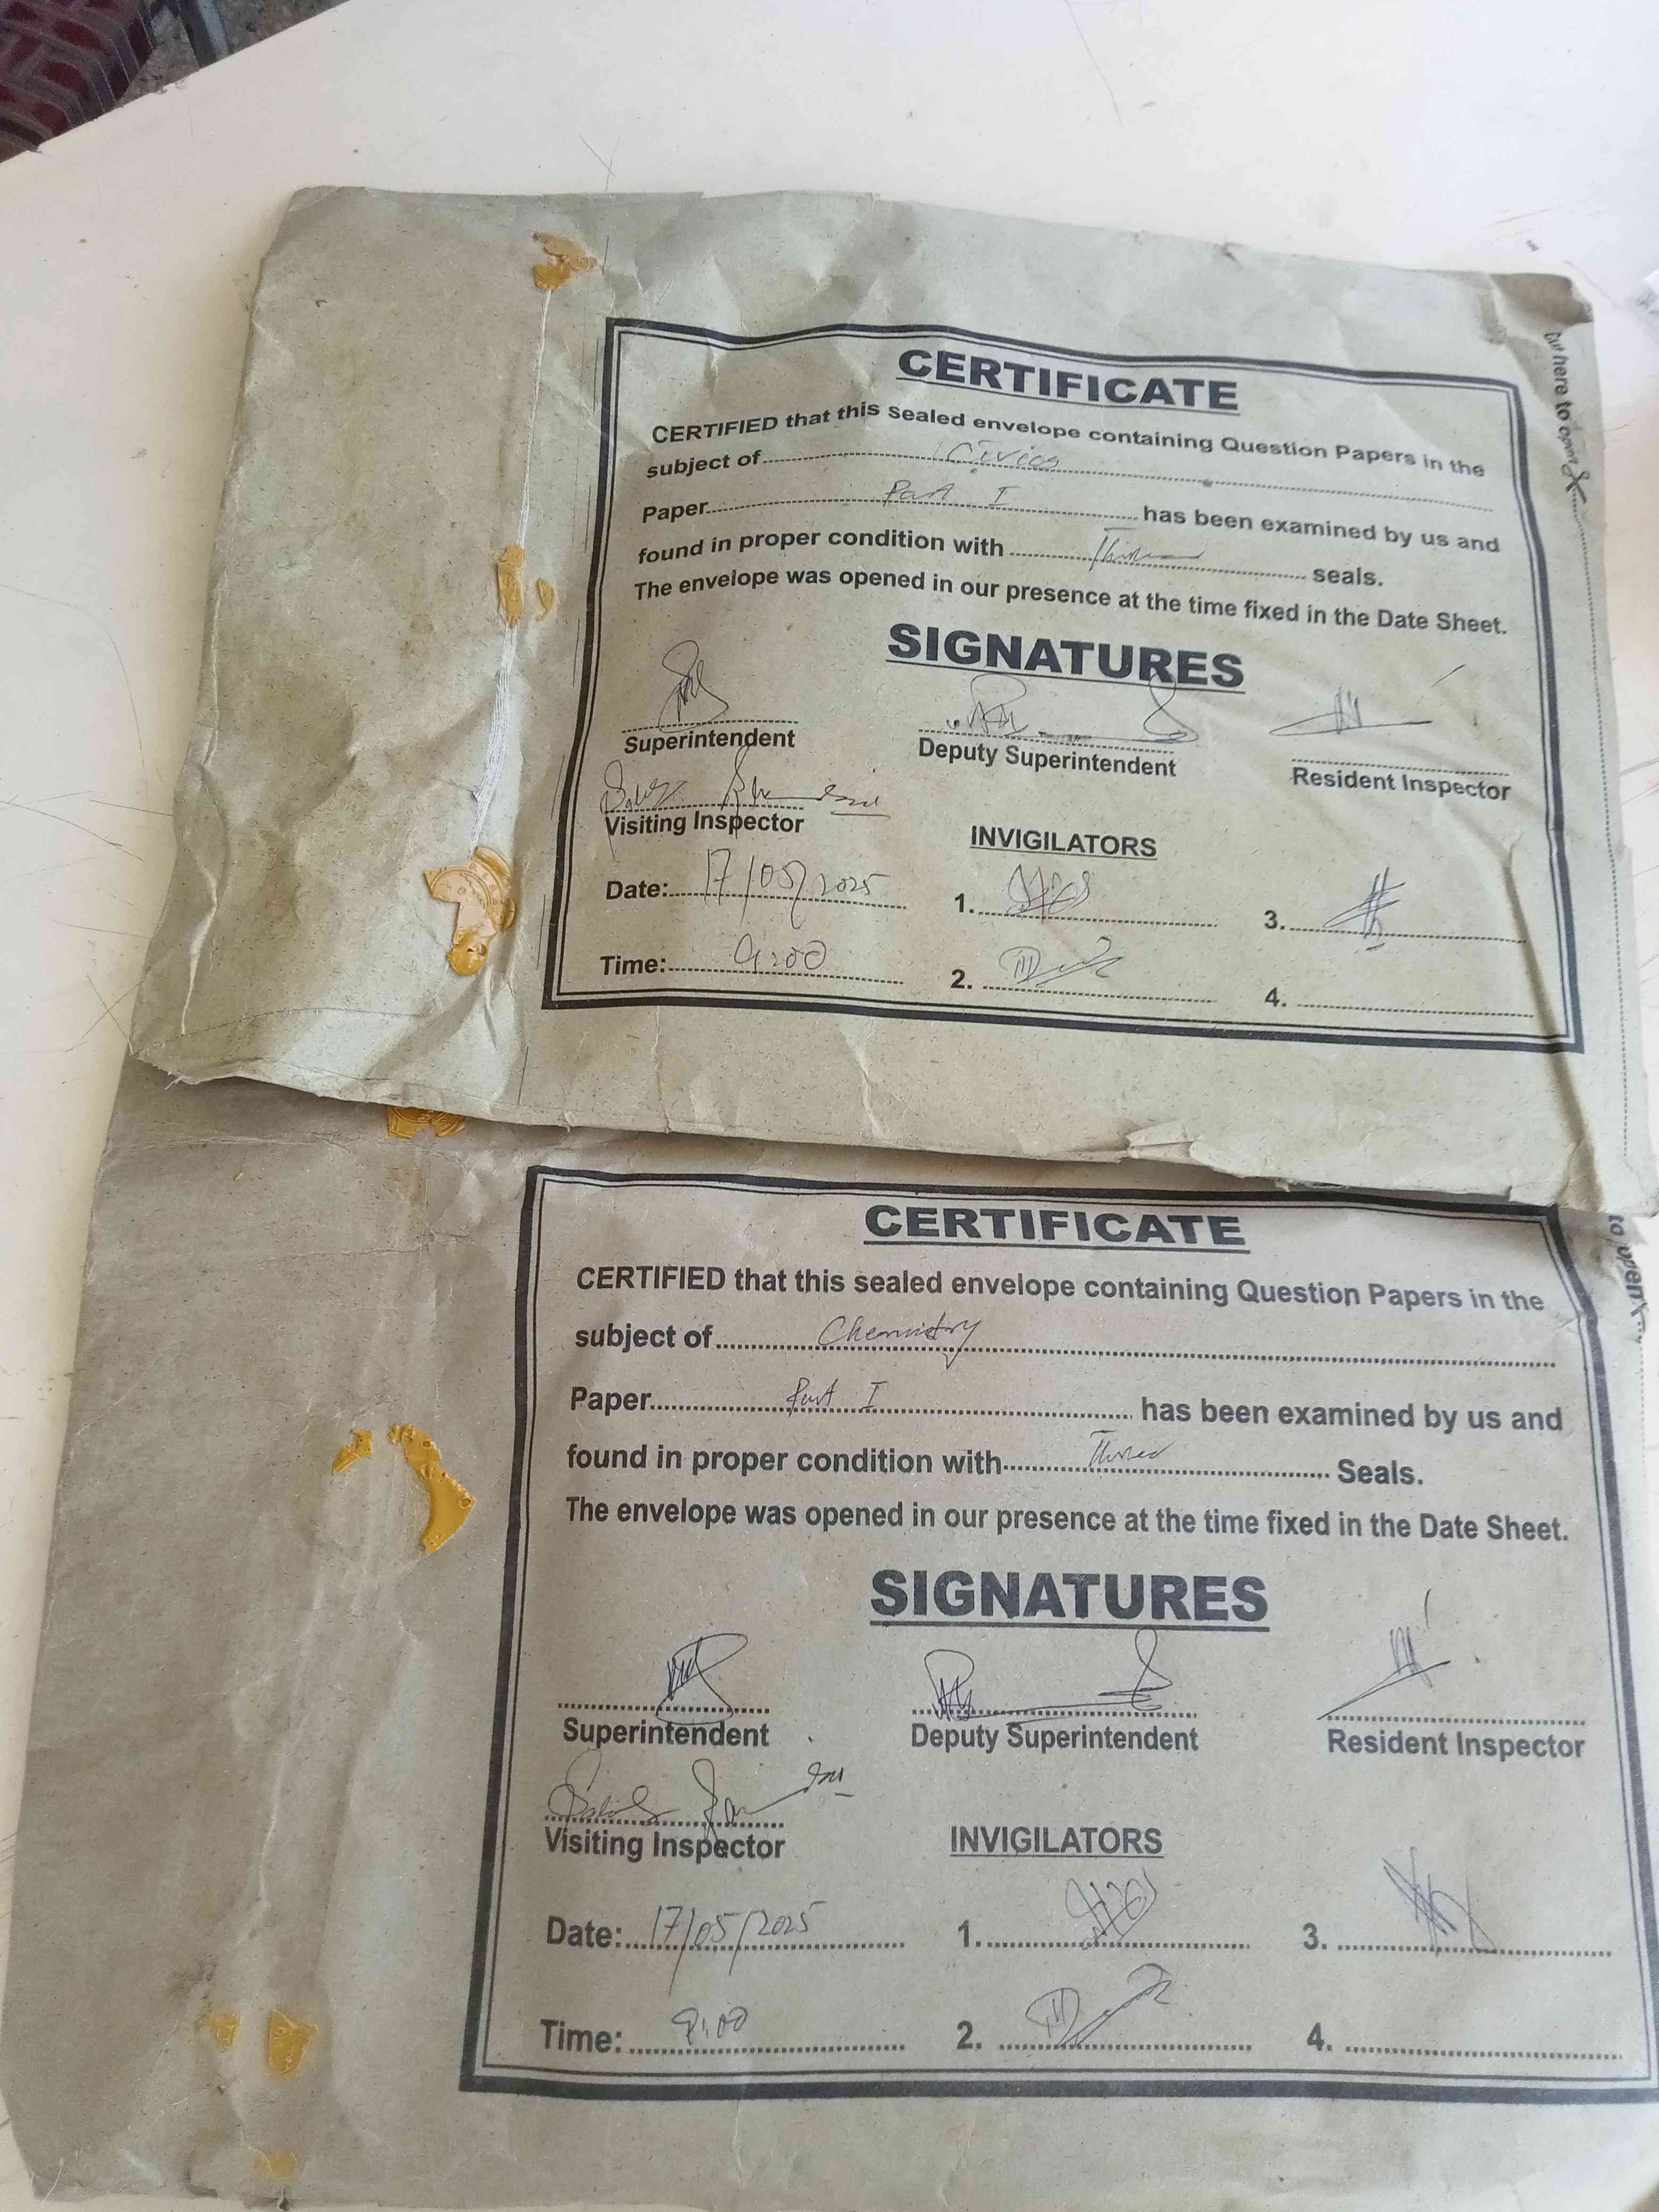 Cut here to open
CERTIFICATE
CERTIFIED that this Sealed envelope containing Question Papers in the
subject of Civics
Paper Part I has been examined by us and
found in proper condition with Three seals.
The envelope was opened in our presence at the time fixed in the Date Sheet.
SIGNATURES
Superintendent Deputy Superintendent Resident Inspector
Visiting Inspector INVIGILATORS
Date: 17/05/2025 1. 3.
Time: 9:00 2. 4.
to open
CERTIFICATE
CERTIFIED that this sealed envelope containing Question Papers in the
subject of Chemistry
Paper Part I has been examined by us and
found in proper condition with Three Seals.
The envelope was opened in our presence at the time fixed in the Date Sheet.
SIGNATURES
Superintendent Deputy Superintendent Resident Inspector
Visiting Inspector INVIGILATORS
Date: 17/05/2025 1. 3.
Time: 9:00 2. 4.